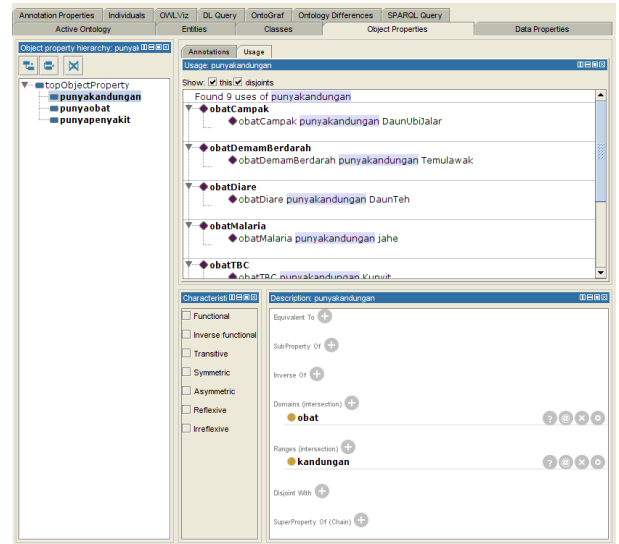 Annotation Properties Individuals OWLViz DL Query OntoGraf Ontology Differences SPARQL Query
Active Ontology Entities Classes Object Properties Data Properties
Object property hierarchy: punyak
topObjectProperty
punyakandungan
punyaobat
punyapenyakit
Annotations Usage
Usage: punyakandungan
Show: this disjoints
Found 9 uses of punyakandungan
obatCampak
obatCampak punyakandungan DaunUbiJalar
obatDemamBerdarah
obatDemamBerdarah punyakandungan Temulawak
obatDiare
obatDiare punyakandungan DaunTeh
obatMalaria
obatMalaria punyakandungan jahe
obatTBC
obatTBC punyakandungan Kunyit
Characteristi
Functional
Inverse functional
Transitive
Symmetric
Asymmetric
Reflexive
Irreflexive
Description: punyakandungan
Equivalent To
SubProperty Of
Inverse Of
Domains (intersection)
obat
Ranges (intersection)
kandungan
Disjoint With
SuperProperty Of (Chain)